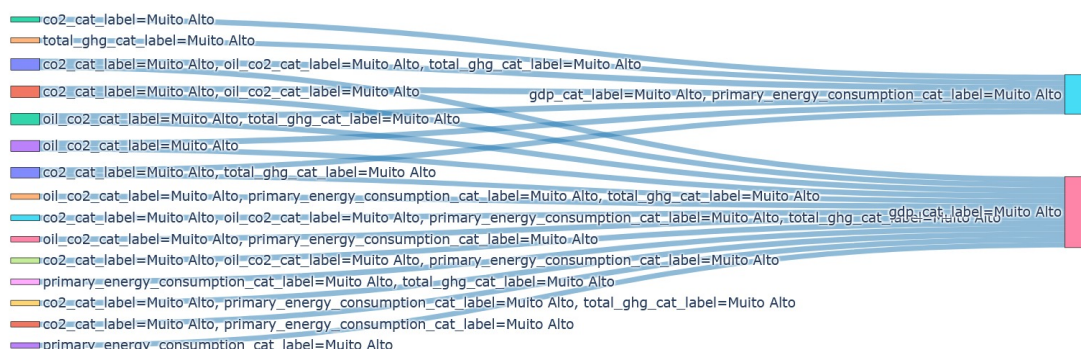 co2_cat_label=Muito Alto
total_ghg_cat_label=Muito Alto
co2_cat_label=Muito Alto, oil_co2_cat_label=Muito Alto, total_ghg_cat_label=Muito Alto
co2_cat_label=Muito Alto, oil_co2_cat_label=Muito Alto
gdp_cat_label=Muito Alto, primary_energy_consumption_cat_label=Muito Alto
oil_co2_cat_label=Muito Alto, total_ghg_cat_label=Muito Alto
oil_co2_cat_label=Muito Alto
co2_cat_label=Muito Alto, total_ghg_cat_label=Muito Alto
oil_co2_cat_label=Muito Alto, primary_energy_consumption_cat_label=Muito Alto, total_ghg_cat_label=Muito Alto
co2_cat_label=Muito Alto, oil_co2_cat_label=Muito Alto, primary_energy_consumption_cat_label=Muito Alto, total_ghg_cat_label=Muito Alto
gdp_cat_label=Muito Alto
oil_co2_cat_label=Muito Alto, primary_energy_consumption_cat_label=Muito Alto
co2_cat_label=Muito Alto, oil_co2_cat_label=Muito Alto, primary_energy_consumption_cat_label=Muito Alto
primary_energy_consumption_cat_label=Muito Alto, total_ghg_cat_label=Muito Alto
co2_cat_label=Muito Alto, primary_energy_consumption_cat_label=Muito Alto, total_ghg_cat_label=Muito Alto
co2_cat_label=Muito Alto, primary_energy_consumption_cat_label=Muito Alto
primary_energy_consumption_cat_label=Muito Alto